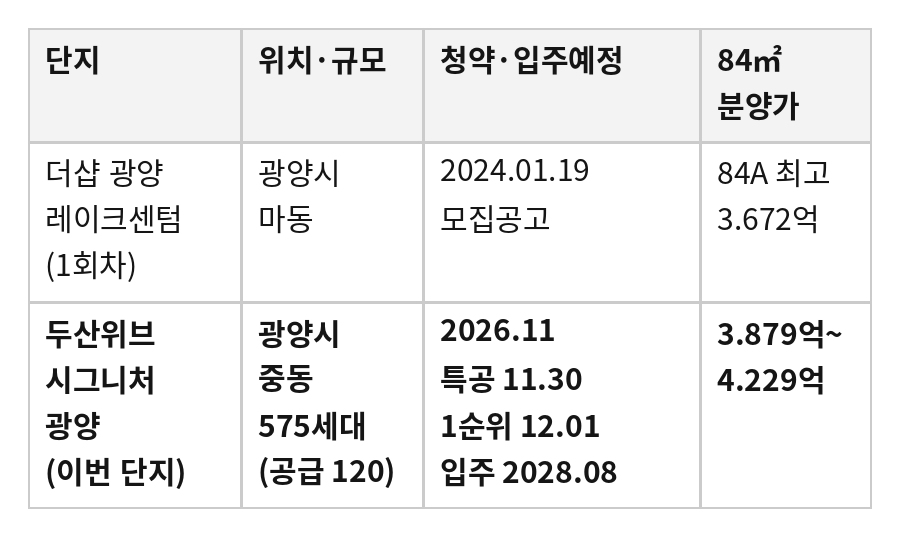 단지
위치·규모
청약·입주예정
84㎡
분양가
더샵 광양
레이크센텀
(1회차)
광양시
마동
2024.01.19
모집공고
84A 최고
3.672억
두산위브
시그니처
광양
(이번 단지)
광양시
중동
575세대
(공급 120)
2026.11
특공 11.30
1순위 12.01
입주 2028.08
3.879억~
4.229억